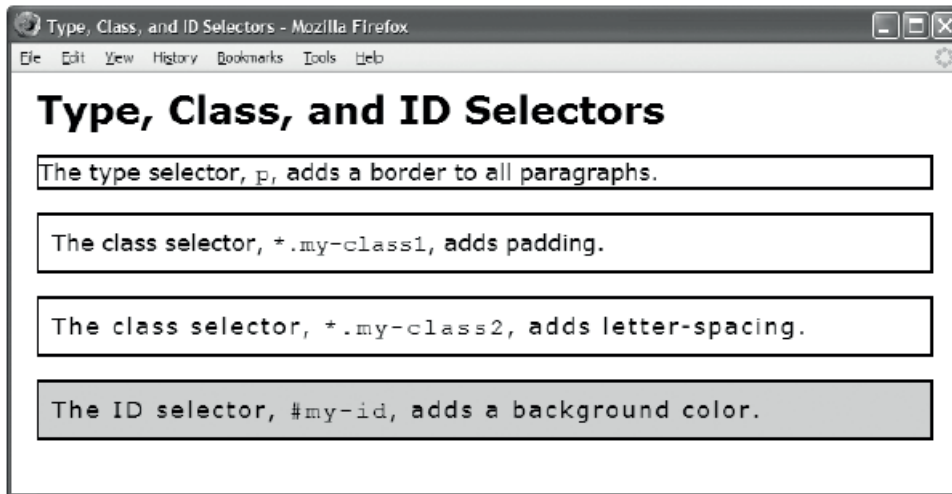 Type, Class, and ID Selectors - Mozilla Firefox
File Edit View History Bookmarks Tools Help
Type, Class, and ID Selectors
The type selector, p, adds a border to all paragraphs.
The class selector, *.my-class1, adds padding.
The class selector, *.my-class2, adds letter-spacing.
The ID selector, #my-id, adds a background color.